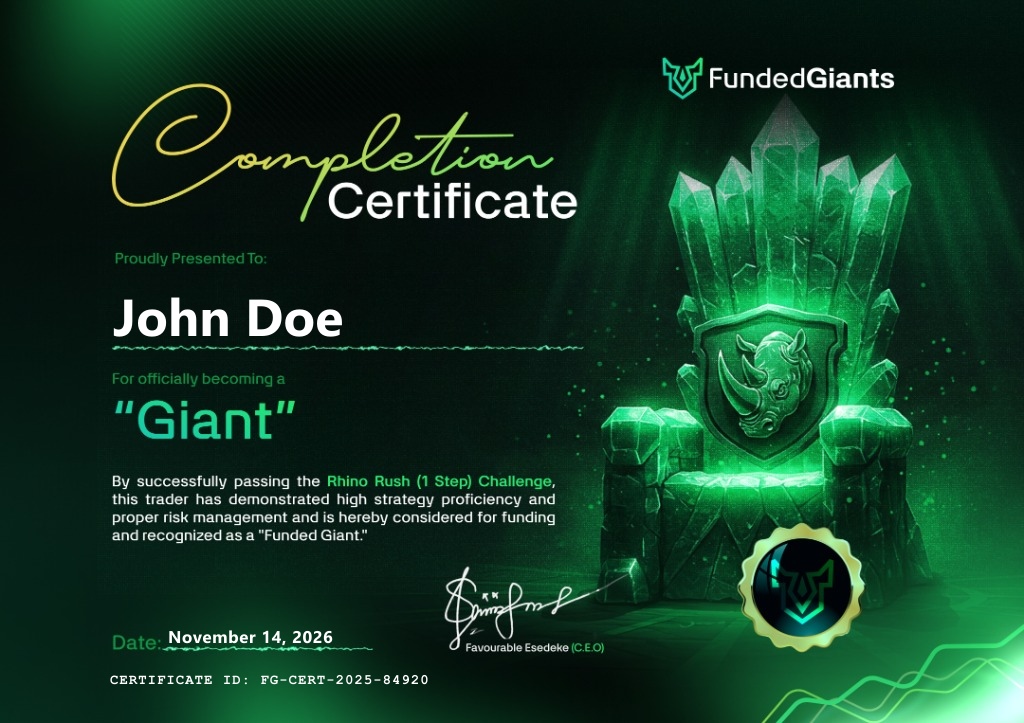 FundedGiants
Completion
Certificate
Proudly Presented To:
John Doe
For officially becoming a
“Giant”
By successfully passing the Rhino Rush (1 Step) Challenge,
this trader has demonstrated high strategy proficiency and
proper risk management and is hereby considered for funding
and recognized as a "Funded Giant."
Date: November 14, 2026
Favourable Esedeke (C.E.O)
CERTIFICATE ID: FG-CERT-2025-84920